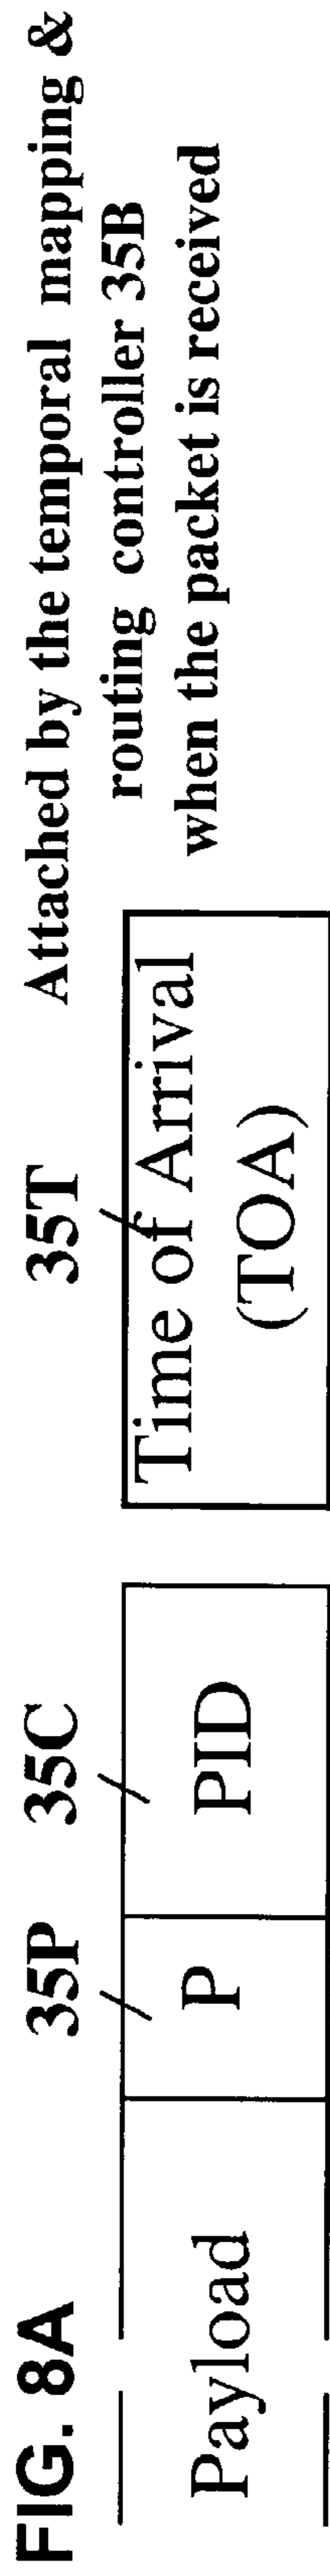 FIG. 8A
35P
35C
35T
Attached by the temporal mapping &
routing controller 35B
when the packet is received
Payload
P
PID
Time of Arrival
(TOA)